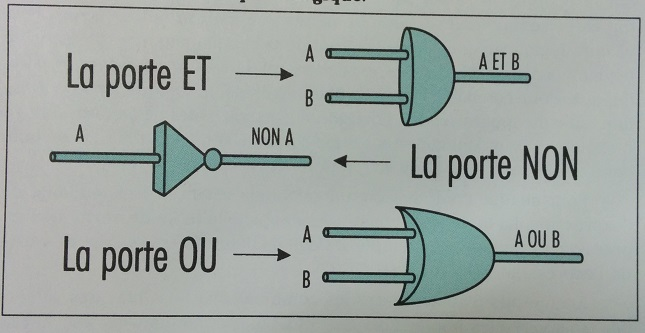 La porte ET
A
B
A ET B
A
NON A
La porte NON
La porte OU
A
B
A OU B